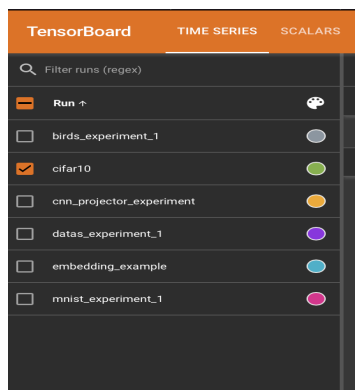 TensorBoard TIME SERIES SCALARS
Filter runs (regex)
Run ↑
birds_experiment_1
cifar10
cnn_projector_experiment
datas_experiment_1
embedding_example
mnist_experiment_1